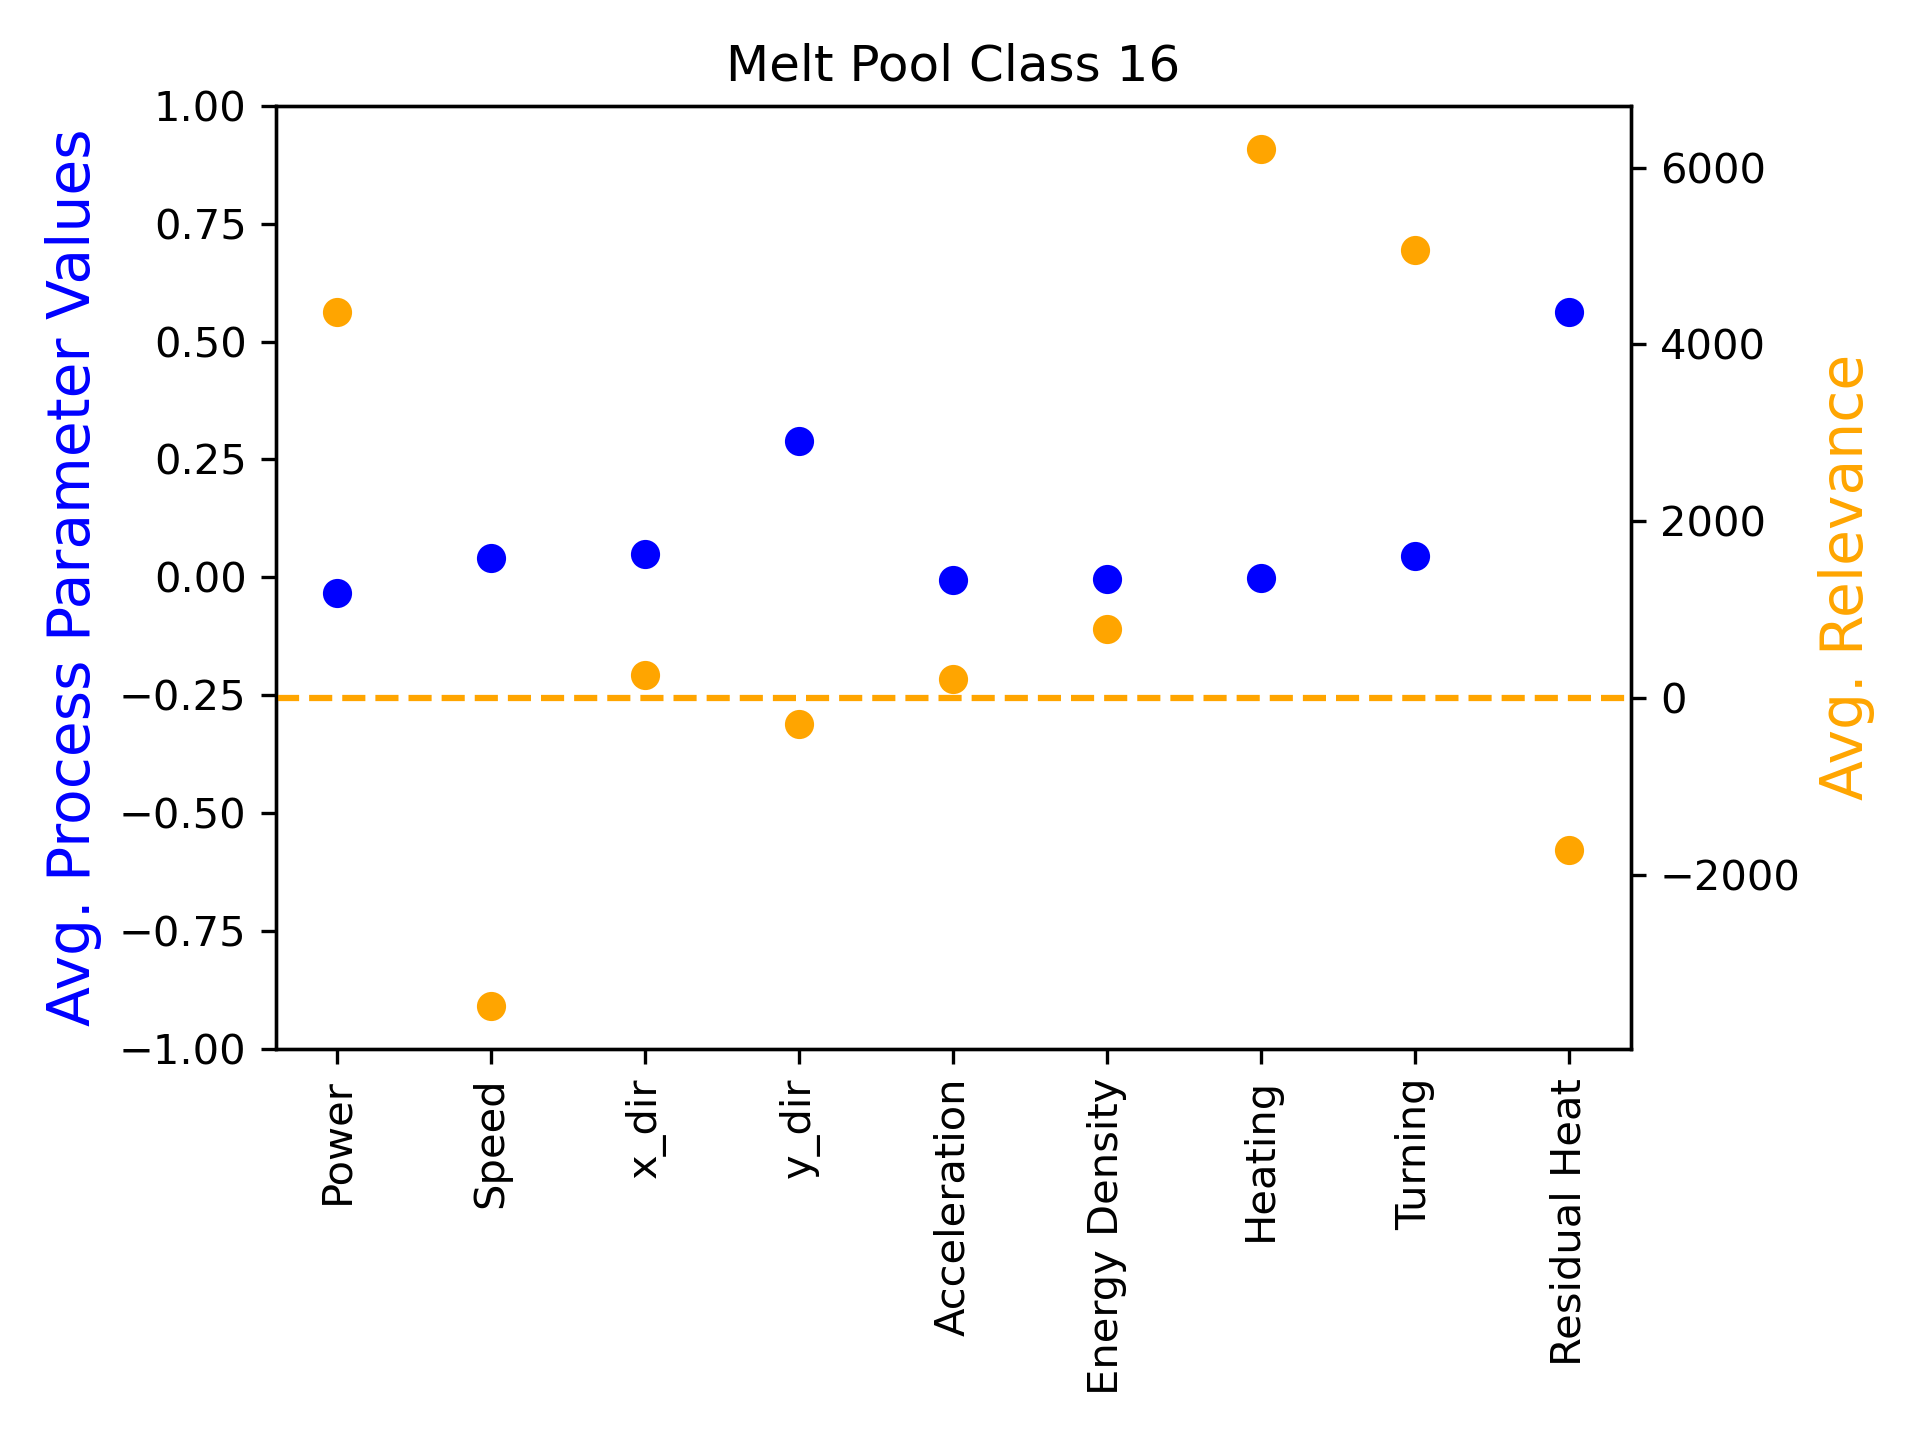 Melt Pool Class 16
Avg. Process Parameter Values
1.00
0.75
0.50
0.25
0.00
−0.25
−0.50
−0.75
−1.00
6000
4000
2000
0
−2000
Avg. Relevance
Power
Speed
x_dir
y_dir
Acceleration
Energy Density
Heating
Turning
Residual Heat